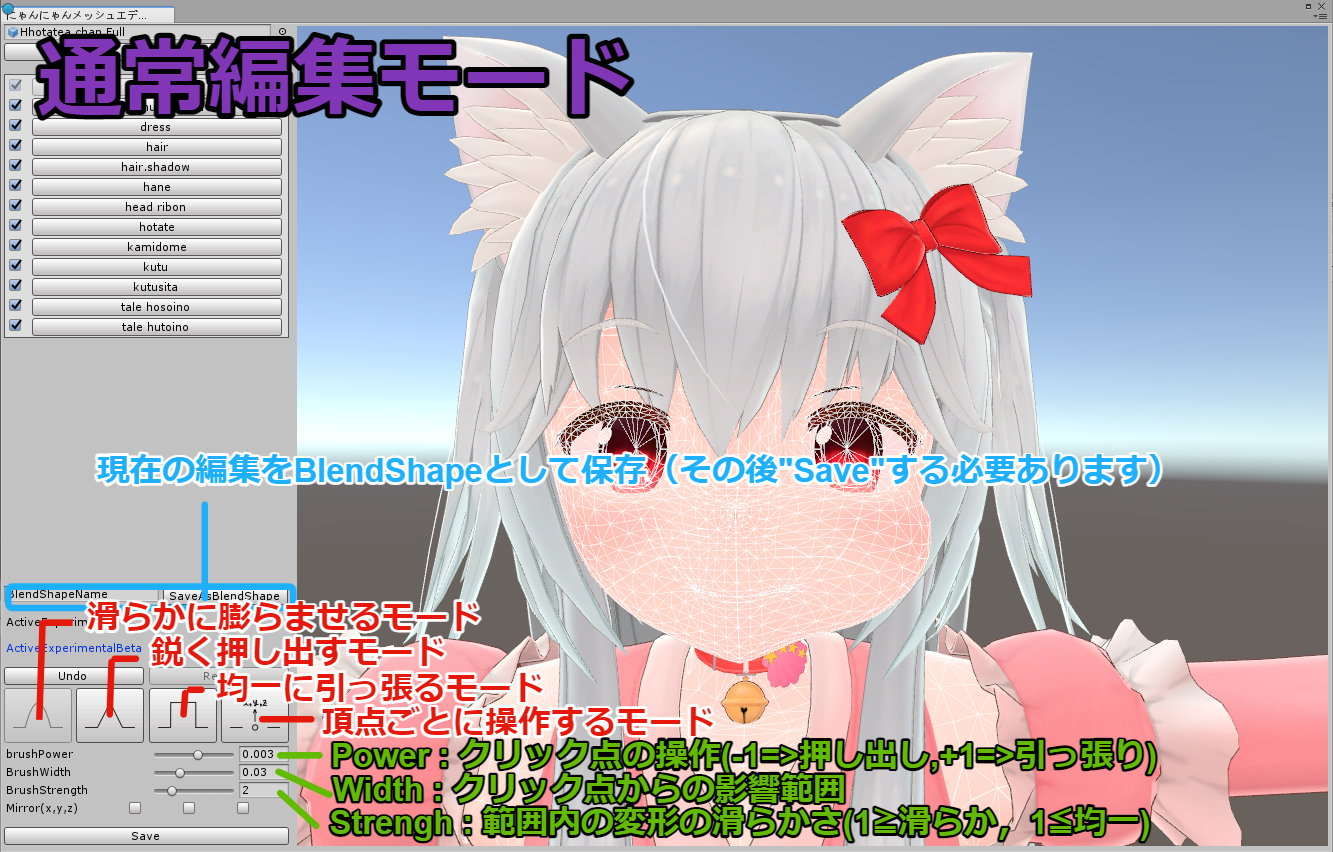 にゃんにゃんメッシュエデ...
Hhotatea chan Full
通常編集モード
dress
hair
hair.shadow
hane
head ribon
hotate
kamidome
kutu
kutusita
tale hosoino
tale hutoino
現在の編集をBlendShapeとして保存（その後"Save"する必要あります）
BlendShapeName
SaveAsBlendShape
滑らかに膨らませるモード
ActiveExperimentalBeta
鋭く押し出すモード
Undo
均一に引っ張るモード
頂点ごとに操作するモード
brushPower
0.003
Power：クリック点の操作(-1=>押し出し,+1=>引っ張り)
BrushWidth
0.03
Width：クリック点からの影響範囲
BrushStrength
2
Strengh：範囲内の変形の滑らかさ(1≧滑らか，1≦均一)
Mirror(x,y,z)
Save